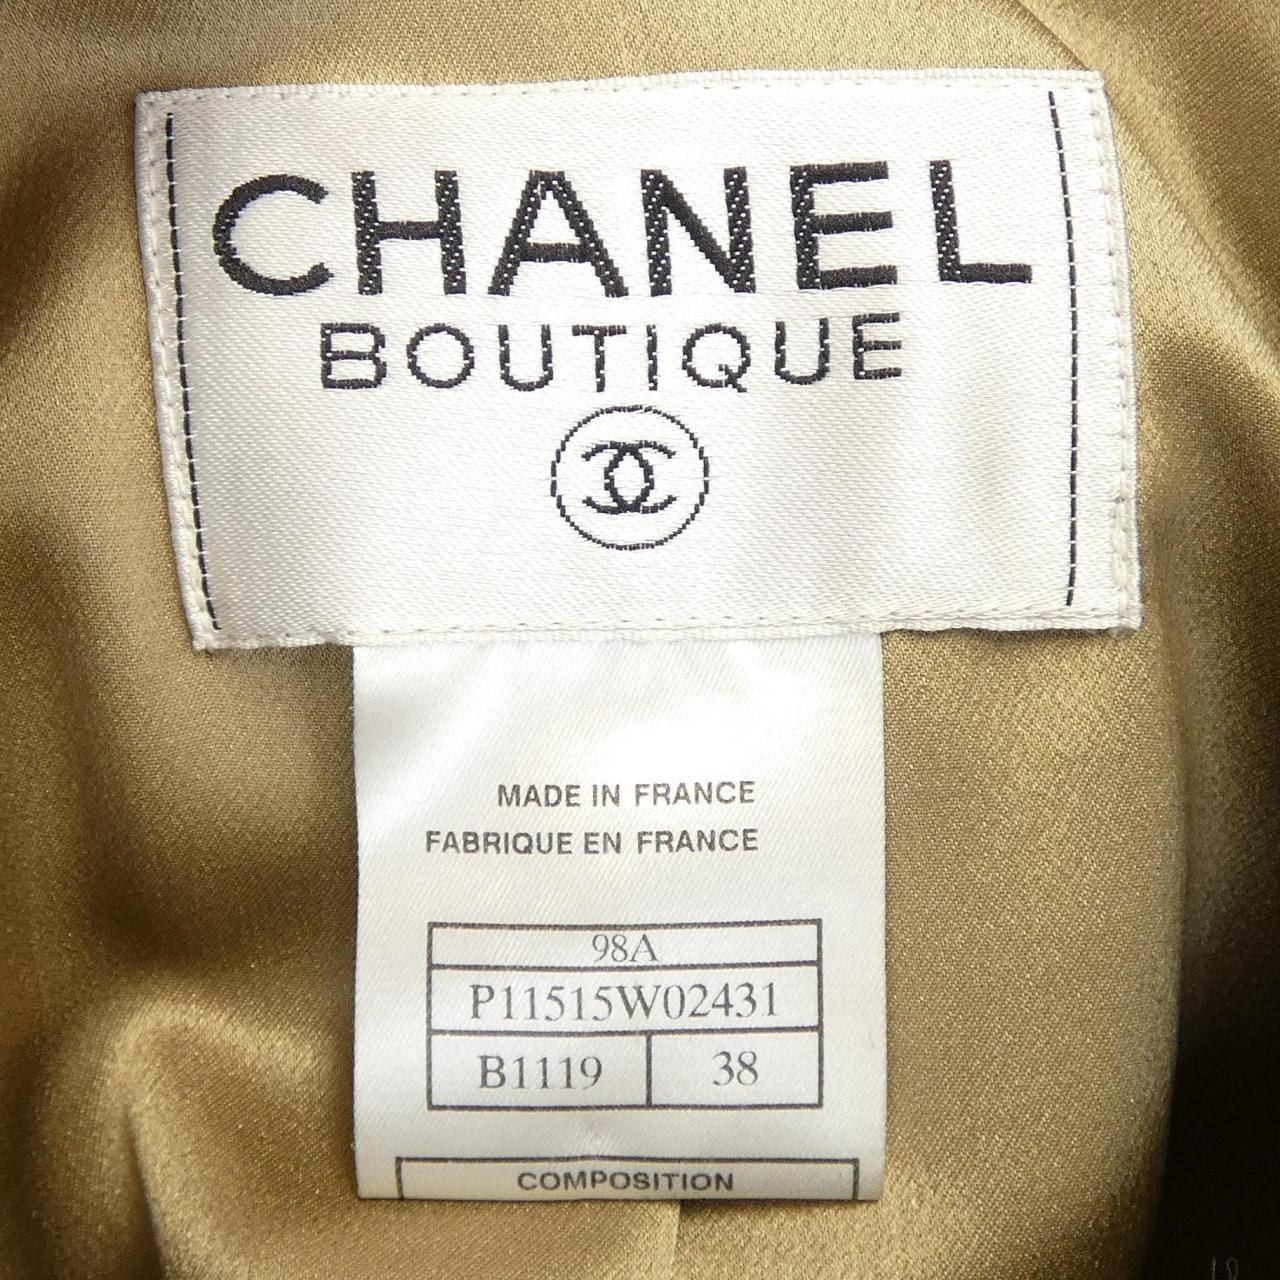 CHANEL
BOUTIQUE
MADE IN FRANCE
FABRIQUE EN FRANCE
98A
P11515W02431
B1119 38
COMPOSITION